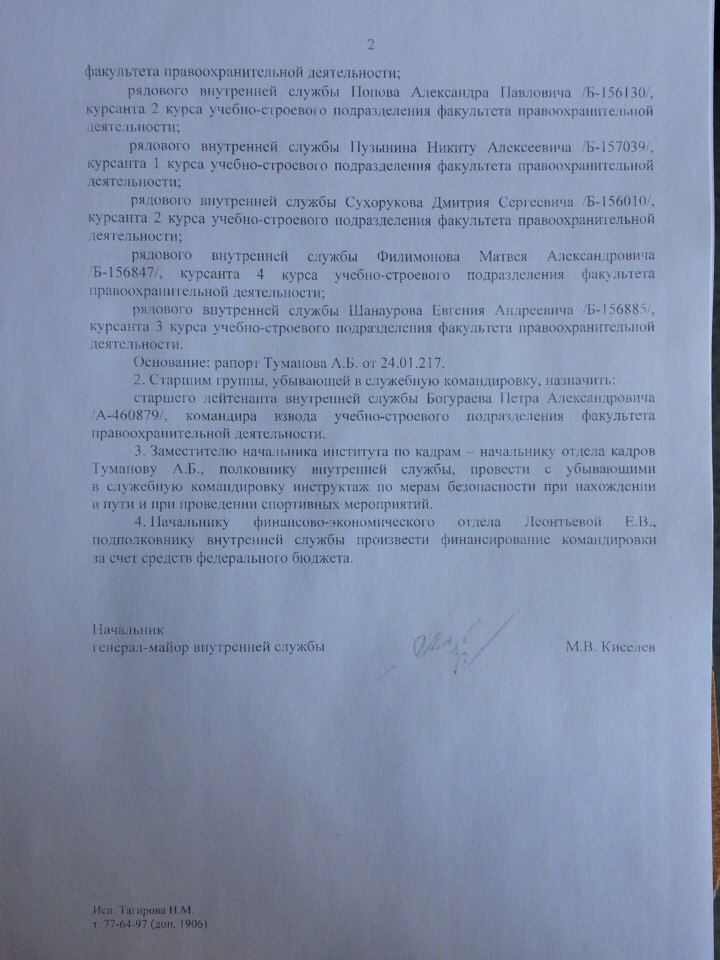 2
факультета правоохранительной деятельности;
рядового внутренней службы Попова Александра Павловича /Б-156130/,
курсанта 2 курса учебно-строевого подразделения факультета правоохранительной
деятельности;
рядового внутренней службы Пузынина Никиту Алексеевича /Б-157039/,
курсанта 1 курса учебно-строевого подразделения факультета правоохранительной
деятельности;
рядового внутренней службы Сухорукова Дмитрия Сергеевича /Б-156010/,
курсанта 2 курса учебно-строевого подразделения факультета правоохранительной
деятельности;
рядового внутренней службы Филимонова Матвея Александровича
/Б-156847/, курсанта 4 курса учебно-строевого подразделения факультета
правоохранительной деятельности;
рядового внутренней службы Шанаурова Евгения Андреевича /Б-156885/,
курсанта 3 курса учебно-строевого подразделения факультета правоохранительной
деятельности.
Основание: рапорт Туманова А.Б. от 24.01.217.
2. Старшим группы, убывающей в служебную командировку, назначить:
старшего лейтенанта внутренней службы Богураева Петра Александровича
/А-460879/, командира взвода учебно-строевого подразделения факультета
правоохранительной деятельности.
3. Заместителю начальника института по кадрам – начальнику отдела кадров
Туманову А.Б., полковнику внутренней службы, провести с убывающими
в служебную командировку инструктаж по мерам безопасности при нахождении
в пути и при проведении спортивных мероприятий.
4. Начальнику финансово-экономического отдела Леонтьевой Е.В.,
подполковнику внутренней службы произвести финансирование командировки
за счет средств федерального бюджета.
Начальник
генерал-майор внутренней службы М.В. Киселев
Исп. Тагирова Н.М.
т. 77-64-97 (доп. 1906)